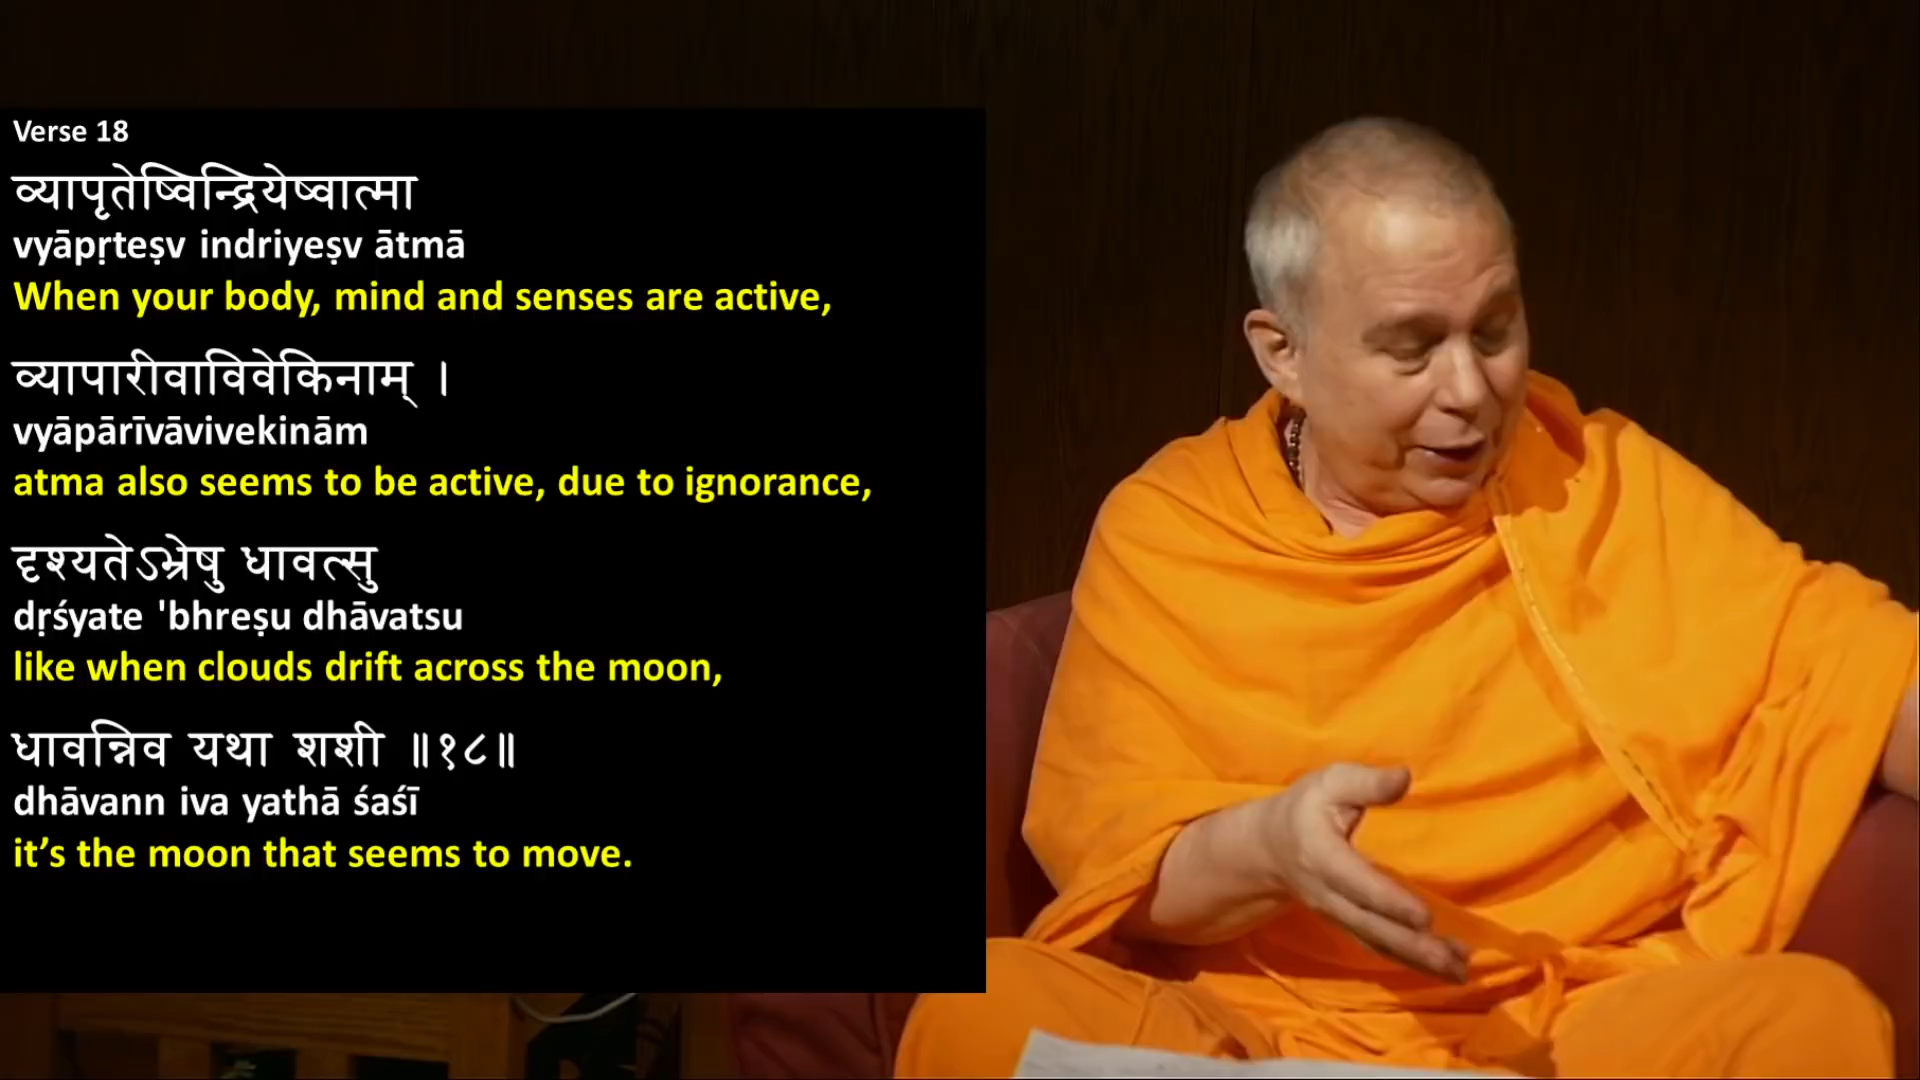 Verse 18
व्यापृतेष्विन्द्रियेष्वात्मा
vyāpṛteṣv indriyeṣv ātmā
When your body, mind and senses are active,
व्यापारीवाविवेकिनाम् ।
vyāpārīvāvivekinām
atma also seems to be active, due to ignorance,
दृश्यतेऽभ्रेषु धावत्सु
dṛśyate 'bhreṣu dhāvatsu
like when clouds drift across the moon,
धावन्निव यथा शशी ॥१८॥
dhāvann iva yathā śaśī
it’s the moon that seems to move.